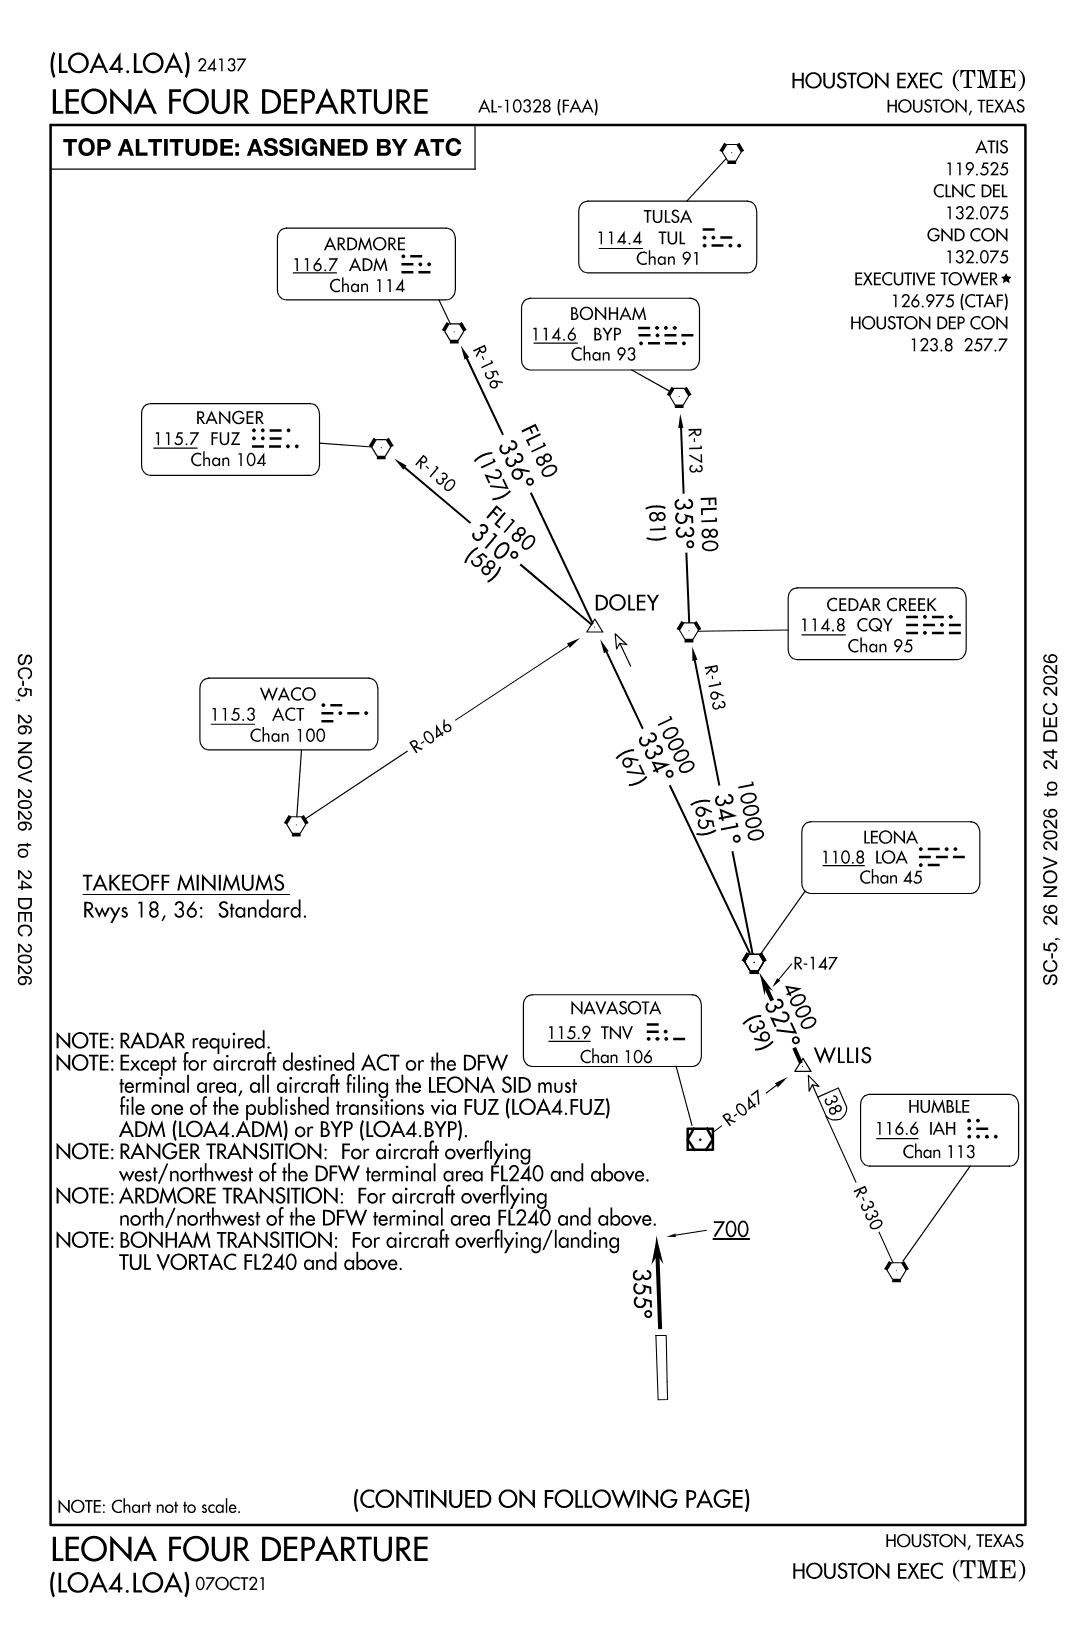 (LOA4.LOA) 24137
LEONA FOUR DEPARTURE
AL-10328 (FAA)
HOUSTON EXEC (TME)
HOUSTON, TEXAS
TOP ALTITUDE: ASSIGNED BY ATC
ATIS
119.525
CLNC DEL
132.075
GND CON
132.075
EXECUTIVE TOWER★
126.975 (CTAF)
HOUSTON DEP CON
123.8 257.7
TULSA
114.4 TUL
Chan 91
ARDMORE
116.7 ADM
Chan 114
BONHAM
114.6 BYP
Chan 93
R-156
RANGER
115.7 FUZ
Chan 104
R-130
R-173
FL180
336°
(127)
FL180
310°
(58)
FL180
353°
(81)
DOLEY
CEDAR CREEK
114.8 CQY
Chan 95
R-163
WACO
115.3 ACT
Chan 100
R-046
10000
334°
(67)
10000
341°
(65)
LEONA
110.8 LOA
Chan 45
TAKEOFF MINIMUMS
Rwys 18, 36: Standard.
R-147
4000
327°
(39)
WLLIS
NAVASOTA
115.9 TNV
Chan 106
R-047
38
HUMBLE
116.6 IAH
Chan 113
R-330
NOTE: RADAR required.
NOTE: Except for aircraft destined ACT or the DFW
terminal area, all aircraft filing the LEONA SID must
file one of the published transitions via FUZ (LOA4.FUZ)
ADM (LOA4.ADM) or BYP (LOA4.BYP).
NOTE: RANGER TRANSITION: For aircraft overflying
west/northwest of the DFW terminal area FL240 and above.
NOTE: ARDMORE TRANSITION: For aircraft overflying
north/northwest of the DFW terminal area FL240 and above.
NOTE: BONHAM TRANSITION: For aircraft overflying/landing
TUL VORTAC FL240 and above.
700
355°
NOTE: Chart not to scale.
(CONTINUED ON FOLLOWING PAGE)
LEONA FOUR DEPARTURE
(LOA4.LOA) 07OCT21
HOUSTON, TEXAS
HOUSTON EXEC (TME)
SC-5, 26 NOV 2026 to 24 DEC 2026
SC-5, 26 NOV 2026 to 24 DEC 2026